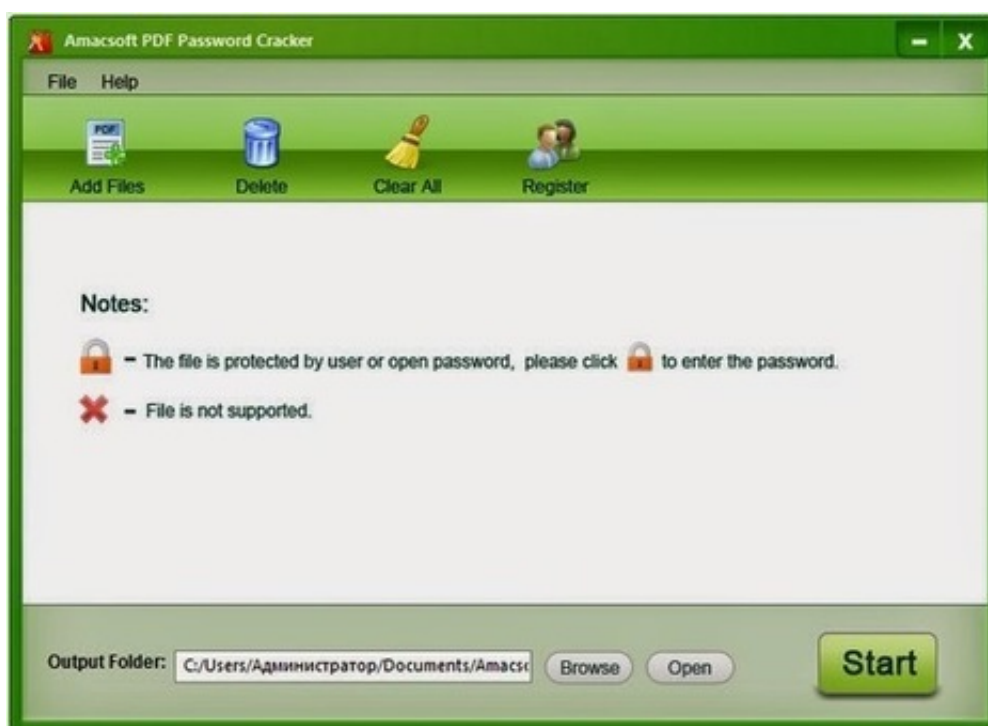 Amacsoft PDF Password Cracker
File Help
PDF
Add Files Delete Clear All Register
Notes:
– The file is protected by user or open password, please click to enter the password.
– File is not supported.
Output Folder: C:/Users/Администратор/Documents/Amacsc Browse Open Start